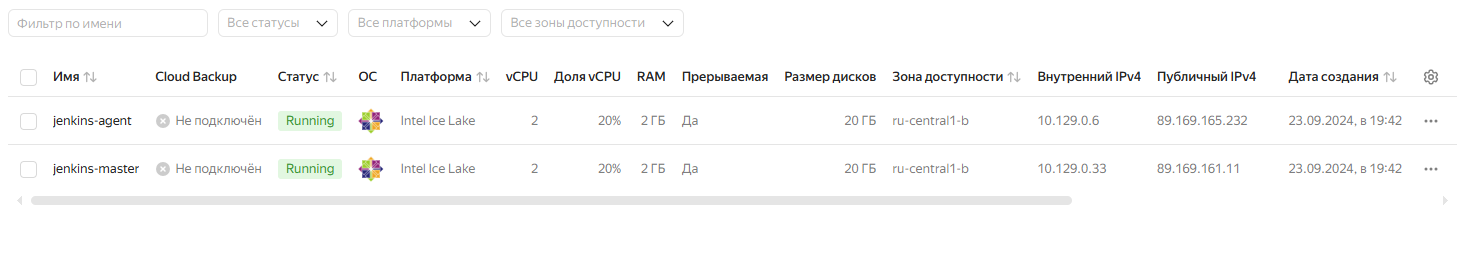 Фильтр по имени Все статусы Все платформы Все зоны доступности
Имя Cloud Backup Статус ОС Платформа vCPU Доля vCPU RAM Прерываемая Размер дисков Зона доступности Внутренний IPv4 Публичный IPv4 Дата создания
jenkins-agent Не подключён Running Intel Ice Lake 2 20% 2 ГБ Да 20 ГБ ru-central1-b 10.129.0.6 89.169.165.232 23.09.2024, в 19:42
jenkins-master Не подключён Running Intel Ice Lake 2 20% 2 ГБ Да 20 ГБ ru-central1-b 10.129.0.33 89.169.161.11 23.09.2024, в 19:42